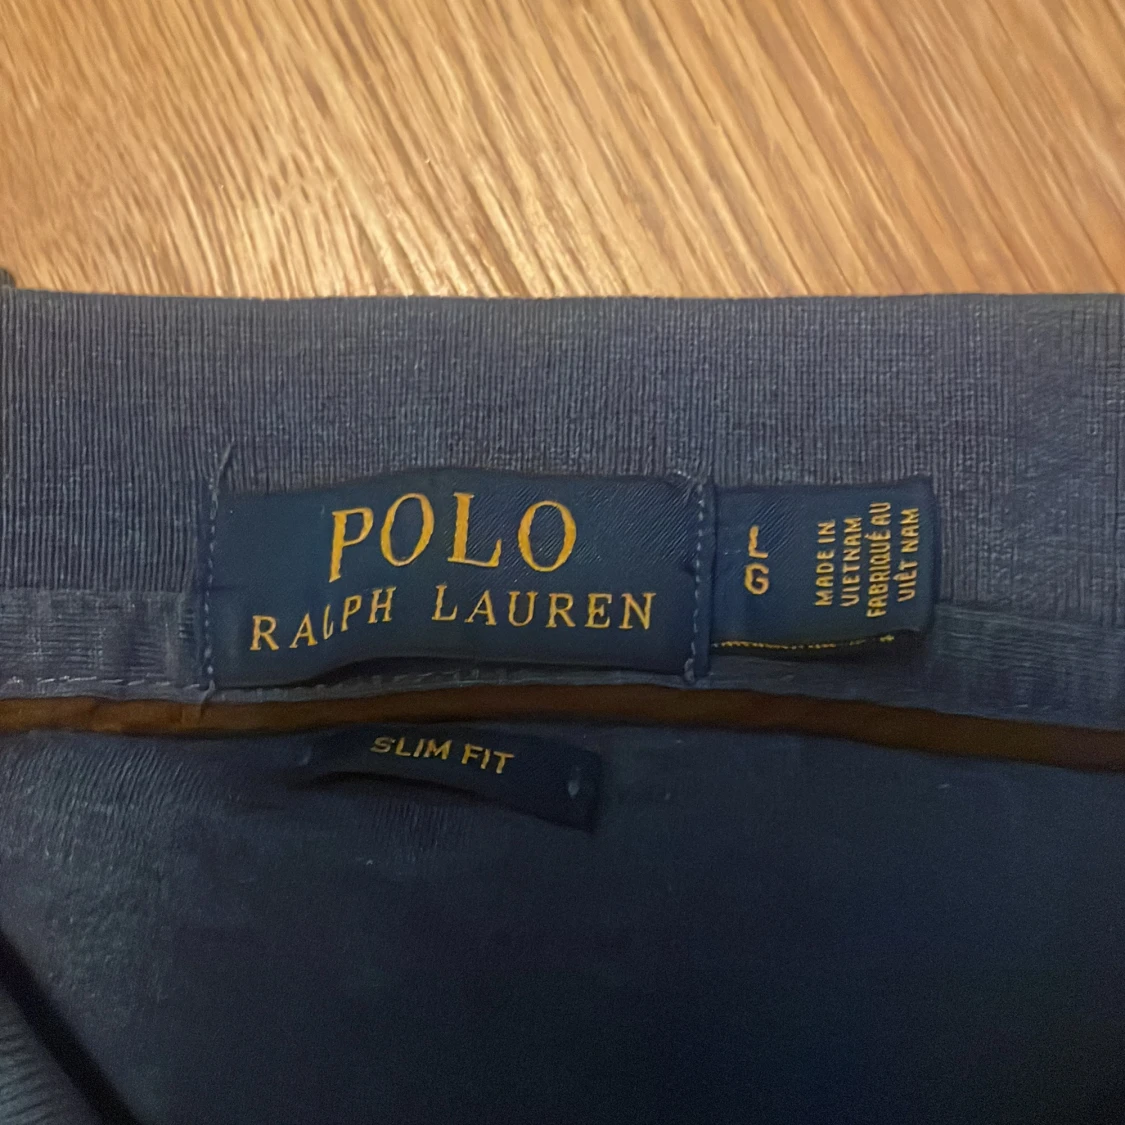 POLO
RALPH LAUREN
L
G
MADE IN
VIETNAM
FABRIQUÉ AU
VIÊT NAM
SLIM FIT